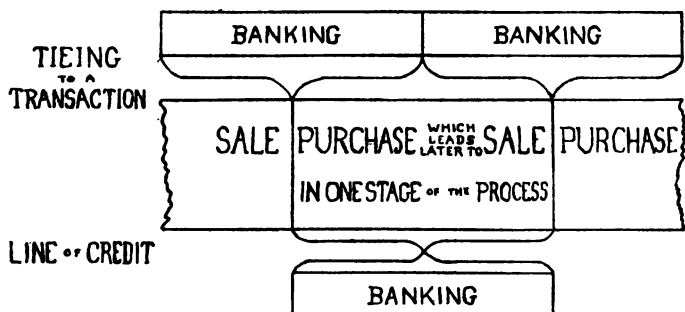 BANKING BANKING
TIEING
TO A
TRANSACTION
SALE PURCHASE WHICH LEADS LATER TO SALE PURCHASE
IN ONE STAGE OF THE PROCESS
LINE OF CREDIT
BANKING